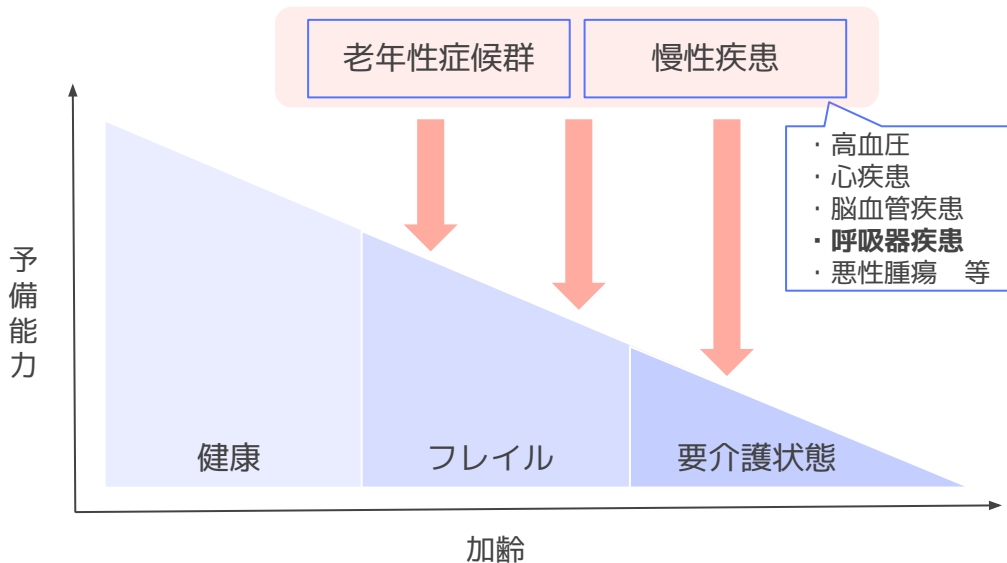 老年性症候群
慢性疾患
・高血圧
・心疾患
・脳血管疾患
・呼吸器疾患
・悪性腫瘍　等
予備能力
健康
フレイル
要介護状態
加齢